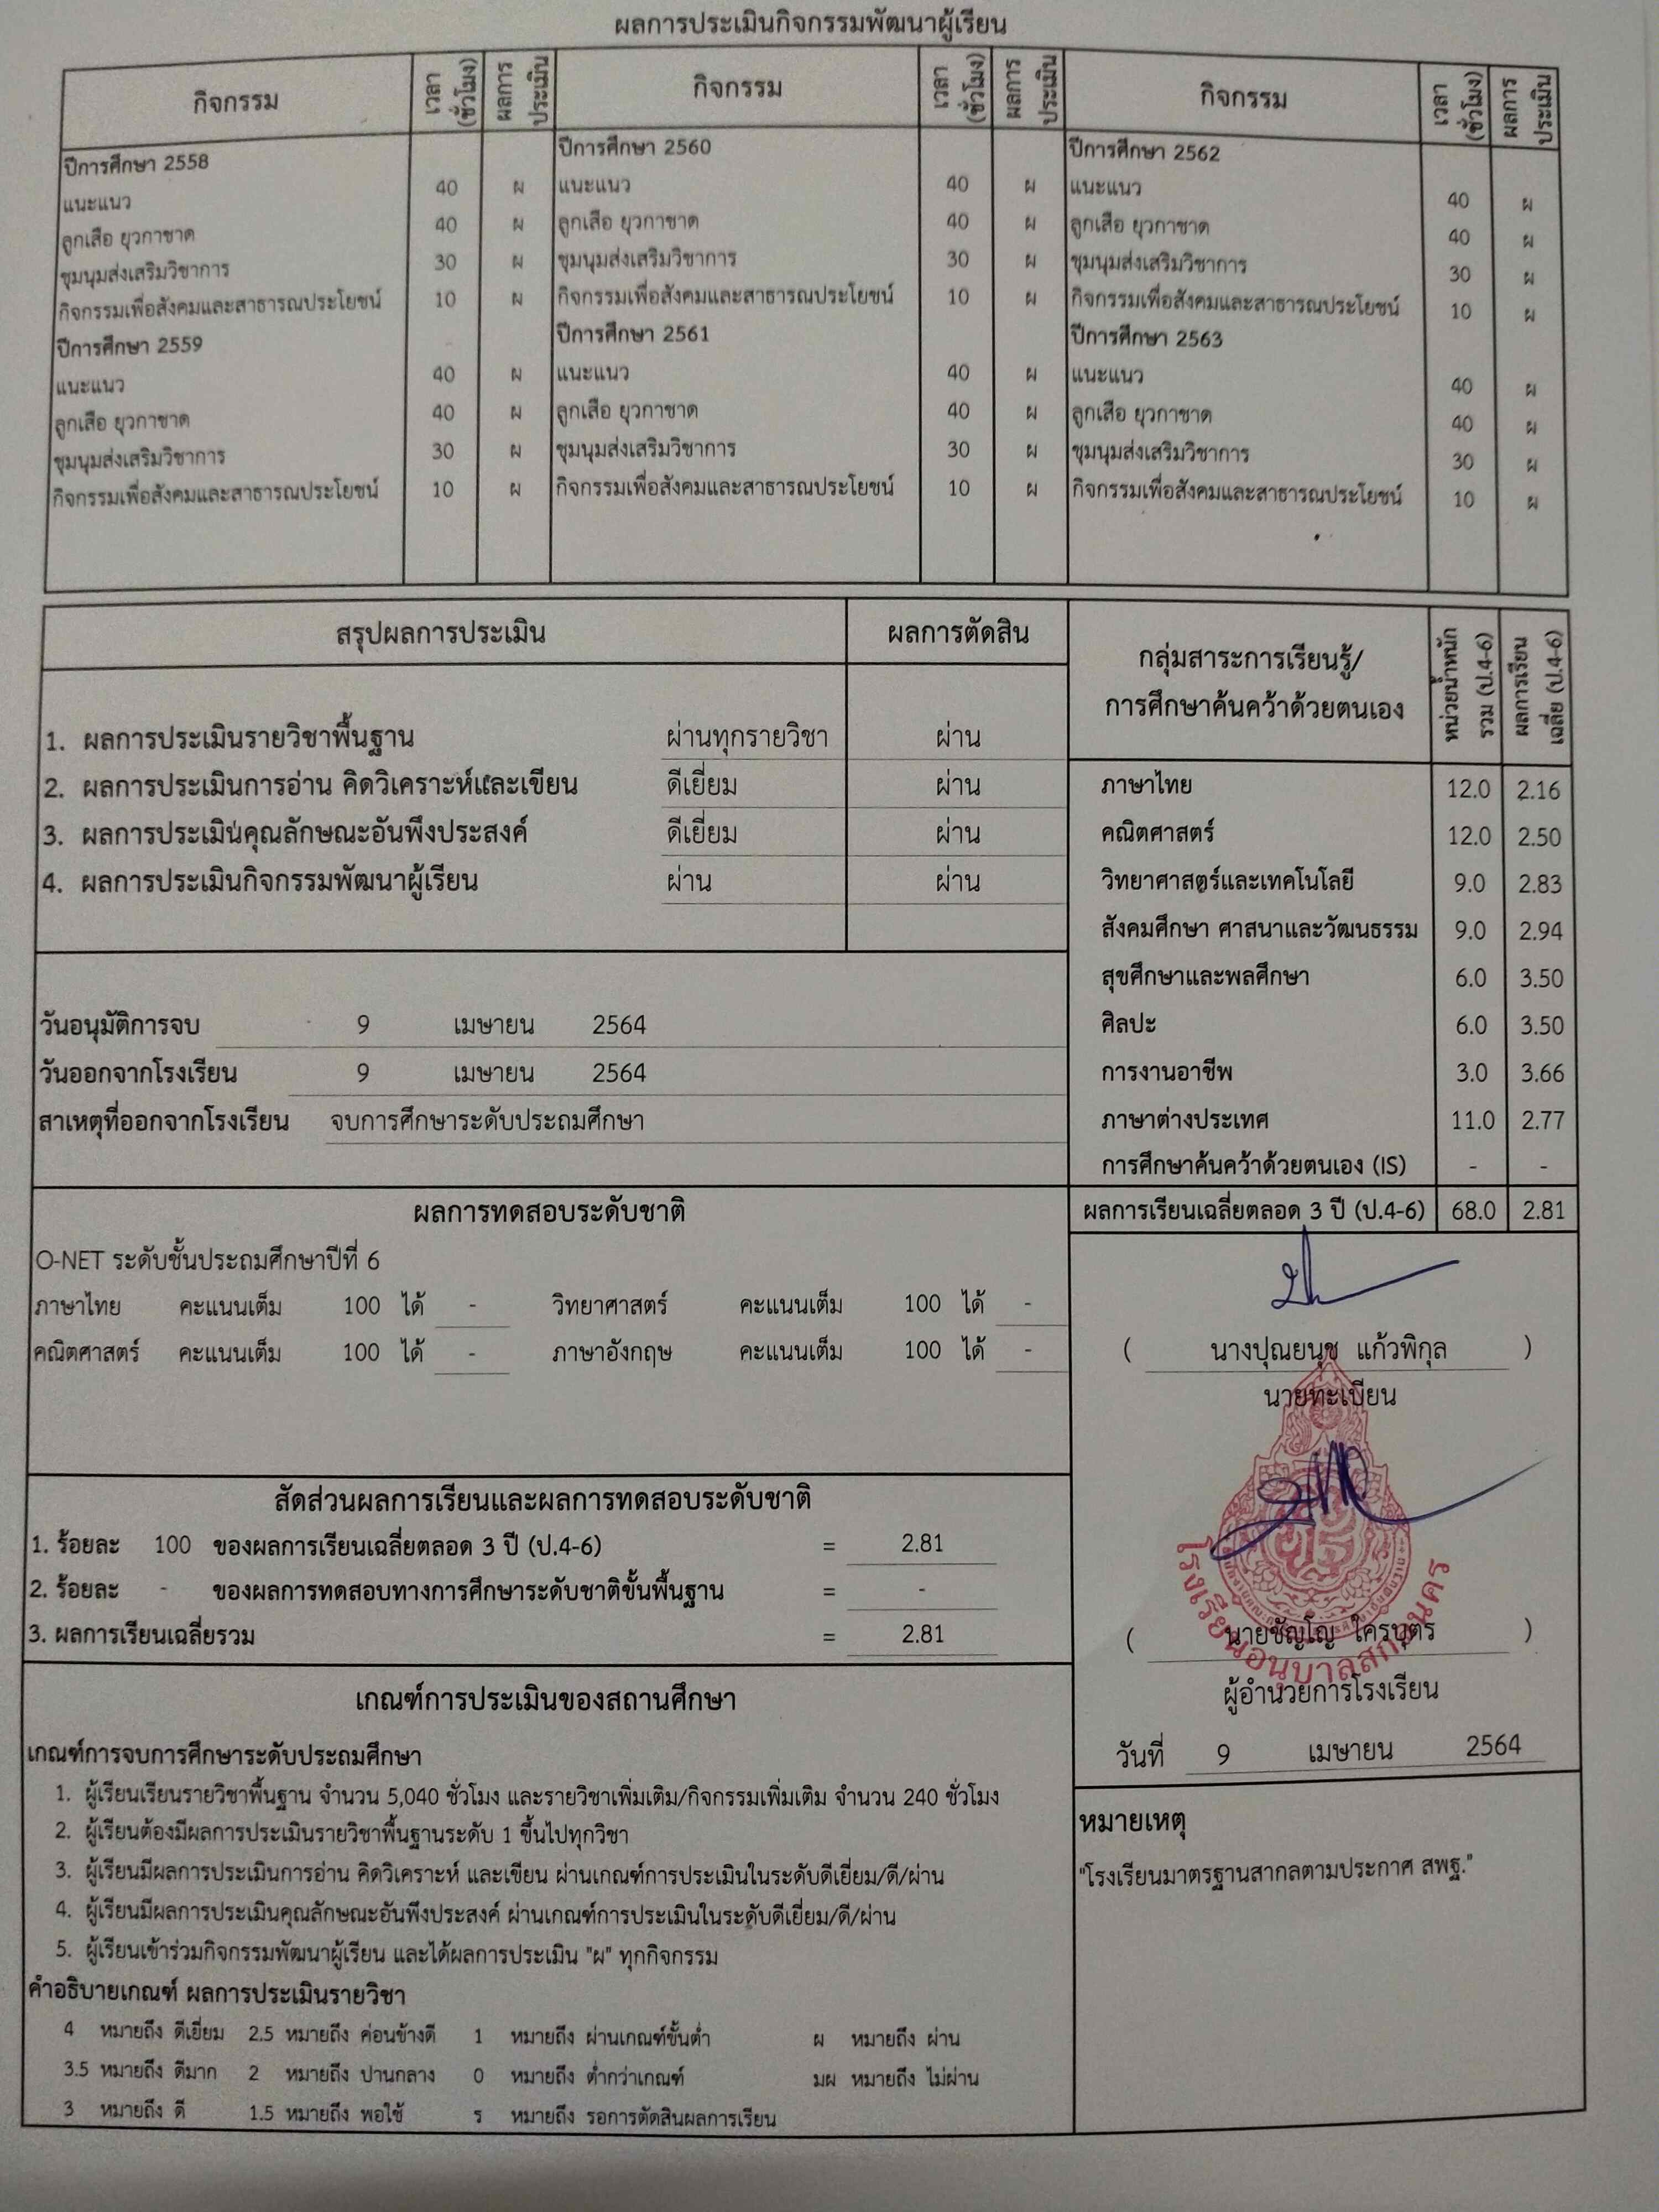 ผลการประเมินกิจกรรมพัฒนาผู้เรียน
กิจกรรม เวลา (ชั่วโมง) ผลการประเมิน กิจกรรม เวลา (ชั่วโมง) ผลการประเมิน กิจกรรม เวลา (ชั่วโมง) ผลการประเมิน
ปีการศึกษา 2558 ปีการศึกษา 2560 ปีการศึกษา 2562
แนะแนว 40 ผ แนะแนว 40 ผ แนะแนว 40 ผ
ลูกเสือ ยุวกาชาด 40 ผ ลูกเสือ ยุวกาชาด 40 ผ ลูกเสือ ยุวกาชาด 40 ผ
ชุมนุมส่งเสริมวิชาการ 30 ผ ชุมนุมส่งเสริมวิชาการ 30 ผ ชุมนุมส่งเสริมวิชาการ 30 ผ
กิจกรรมเพื่อสังคมและสาธารณประโยชน์ 10 ผ กิจกรรมเพื่อสังคมและสาธารณประโยชน์ 10 ผ กิจกรรมเพื่อสังคมและสาธารณประโยชน์ 10 ผ
ปีการศึกษา 2559 ปีการศึกษา 2561 ปีการศึกษา 2563
แนะแนว 40 ผ แนะแนว 40 ผ แนะแนว 40 ผ
ลูกเสือ ยุวกาชาด 40 ผ ลูกเสือ ยุวกาชาด 40 ผ ลูกเสือ ยุวกาชาด 40 ผ
ชุมนุมส่งเสริมวิชาการ 30 ผ ชุมนุมส่งเสริมวิชาการ 30 ผ ชุมนุมส่งเสริมวิชาการ 30 ผ
กิจกรรมเพื่อสังคมและสาธารณประโยชน์ 10 ผ กิจกรรมเพื่อสังคมและสาธารณประโยชน์ 10 ผ กิจกรรมเพื่อสังคมและสาธารณประโยชน์ 10 ผ
สรุปผลการประเมิน ผลการตัดสิน
1. ผลการประเมินรายวิชาพื้นฐาน ผ่านทุกรายวิชา ผ่าน
2. ผลการประเมินการอ่าน คิดวิเคราะห์และเขียน ดีเยี่ยม ผ่าน
3. ผลการประเมินคุณลักษณะอันพึงประสงค์ ดีเยี่ยม ผ่าน
4. ผลการประเมินกิจกรรมพัฒนาผู้เรียน ผ่าน ผ่าน
วันอนุมัติการจบ 9 เมษายน 2564
วันออกจากโรงเรียน 9 เมษายน 2564
สาเหตุที่ออกจากโรงเรียน จบการศึกษาระดับประถมศึกษา
กลุ่มสาระการเรียนรู้/
การศึกษาค้นคว้าด้วยตนเอง
หน่วยน้ำหนัก
รวม (ป.4-6)
ผลการเรียน
เฉลี่ย (ป.4-6)
ภาษาไทย 12.0 2.16
คณิตศาสตร์ 12.0 2.50
วิทยาศาสตร์และเทคโนโลยี 9.0 2.83
สังคมศึกษา ศาสนาและวัฒนธรรม 9.0 2.94
สุขศึกษาและพลศึกษา 6.0 3.50
ศิลปะ 6.0 3.50
การงานอาชีพ 3.0 3.66
ภาษาต่างประเทศ 11.0 2.77
การศึกษาค้นคว้าด้วยตนเอง (IS) - -
ผลการเรียนเฉลี่ยตลอด 3 ปี (ป.4-6) 68.0 2.81
ผลการทดสอบระดับชาติ
O-NET ระดับชั้นประถมศึกษาปีที่ 6
ภาษาไทย คะแนนเต็ม 100 ได้ - วิทยาศาสตร์ คะแนนเต็ม 100 ได้ -
คณิตศาสตร์ คะแนนเต็ม 100 ได้ - ภาษาอังกฤษ คะแนนเต็ม 100 ได้ -
สัดส่วนผลการเรียนและผลการทดสอบระดับชาติ
1. ร้อยละ 100 ของผลการเรียนเฉลี่ยตลอด 3 ปี (ป.4-6) = 2.81
2. ร้อยละ - ของผลการทดสอบทางการศึกษาระดับชาติขั้นพื้นฐาน = -
3. ผลการเรียนเฉลี่ยรวม = 2.81
( นางปุณยนุช แก้วพิกุล )
นายทะเบียน
โรงเรียนอนุบาลสกลนคร
( นายชัญโญ ใครบุตร )
ผู้อำนวยการโรงเรียน
วันที่ 9 เมษายน 2564
เกณฑ์การประเมินของสถานศึกษา
เกณฑ์การจบการศึกษาระดับประถมศึกษา
1. ผู้เรียนเรียนรายวิชาพื้นฐาน จำนวน 5,040 ชั่วโมง และรายวิชาเพิ่มเติม/กิจกรรมเพิ่มเติม จำนวน 240 ชั่วโมง
2. ผู้เรียนต้องมีผลการประเมินรายวิชาพื้นฐานระดับ 1 ขึ้นไปทุกวิชา
3. ผู้เรียนมีผลการประเมินการอ่าน คิดวิเคราะห์ และเขียน ผ่านเกณฑ์การประเมินในระดับดีเยี่ยม/ดี/ผ่าน
4. ผู้เรียนมีผลการประเมินคุณลักษณะอันพึงประสงค์ ผ่านเกณฑ์การประเมินในระดับดีเยี่ยม/ดี/ผ่าน
5. ผู้เรียนเข้าร่วมกิจกรรมพัฒนาผู้เรียน และได้ผลการประเมิน "ผ" ทุกกิจกรรม
คำอธิบายเกณฑ์ ผลการประเมินรายวิชา
4 หมายถึง ดีเยี่ยม 2.5 หมายถึง ค่อนข้างดี 1 หมายถึง ผ่านเกณฑ์ขั้นต่ำ ผ หมายถึง ผ่าน
3.5 หมายถึง ดีมาก 2 หมายถึง ปานกลาง 0 หมายถึง ต่ำกว่าเกณฑ์ มผ หมายถึง ไม่ผ่าน
3 หมายถึง ดี 1.5 หมายถึง พอใช้ ร หมายถึง รอการตัดสินผลการเรียน
หมายเหตุ
"โรงเรียนมาตรฐานสากลตามประกาศ สพฐ."